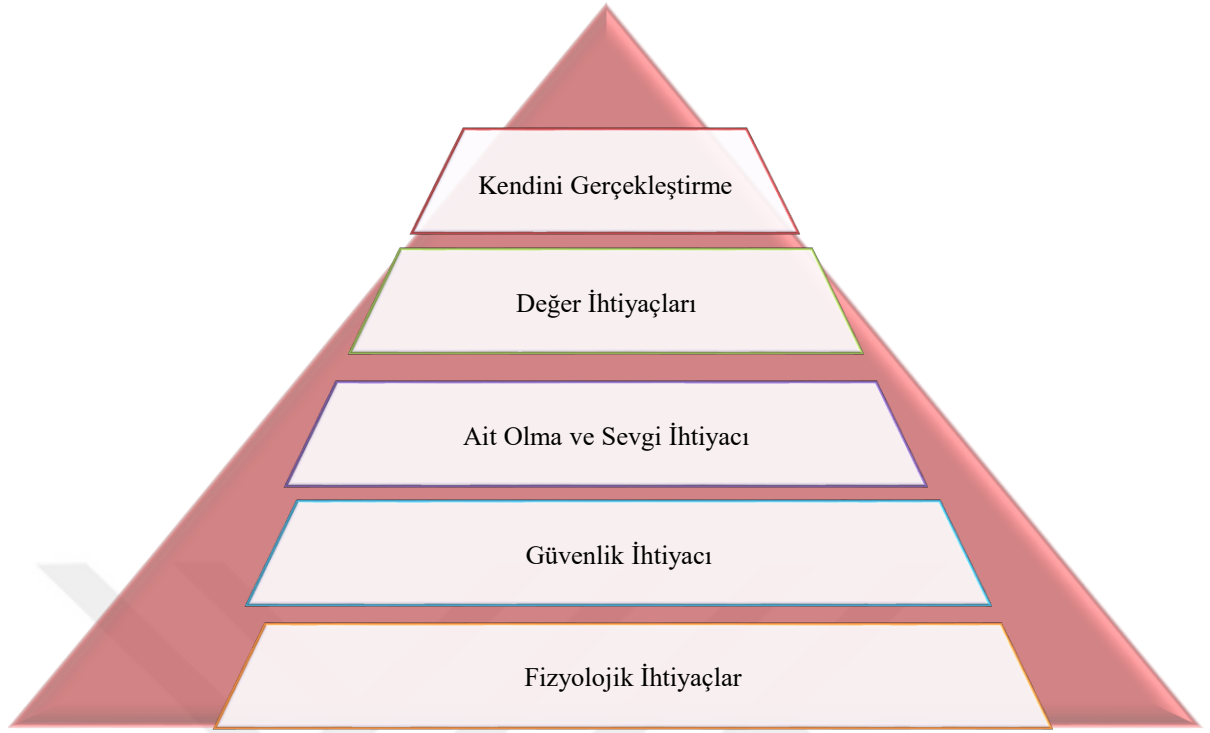 Kendini Gerçekleştirme
Değer İhtiyaçları
Ait Olma ve Sevgi İhtiyacı
Güvenlik İhtiyacı
Fizyolojik İhtiyaçlar